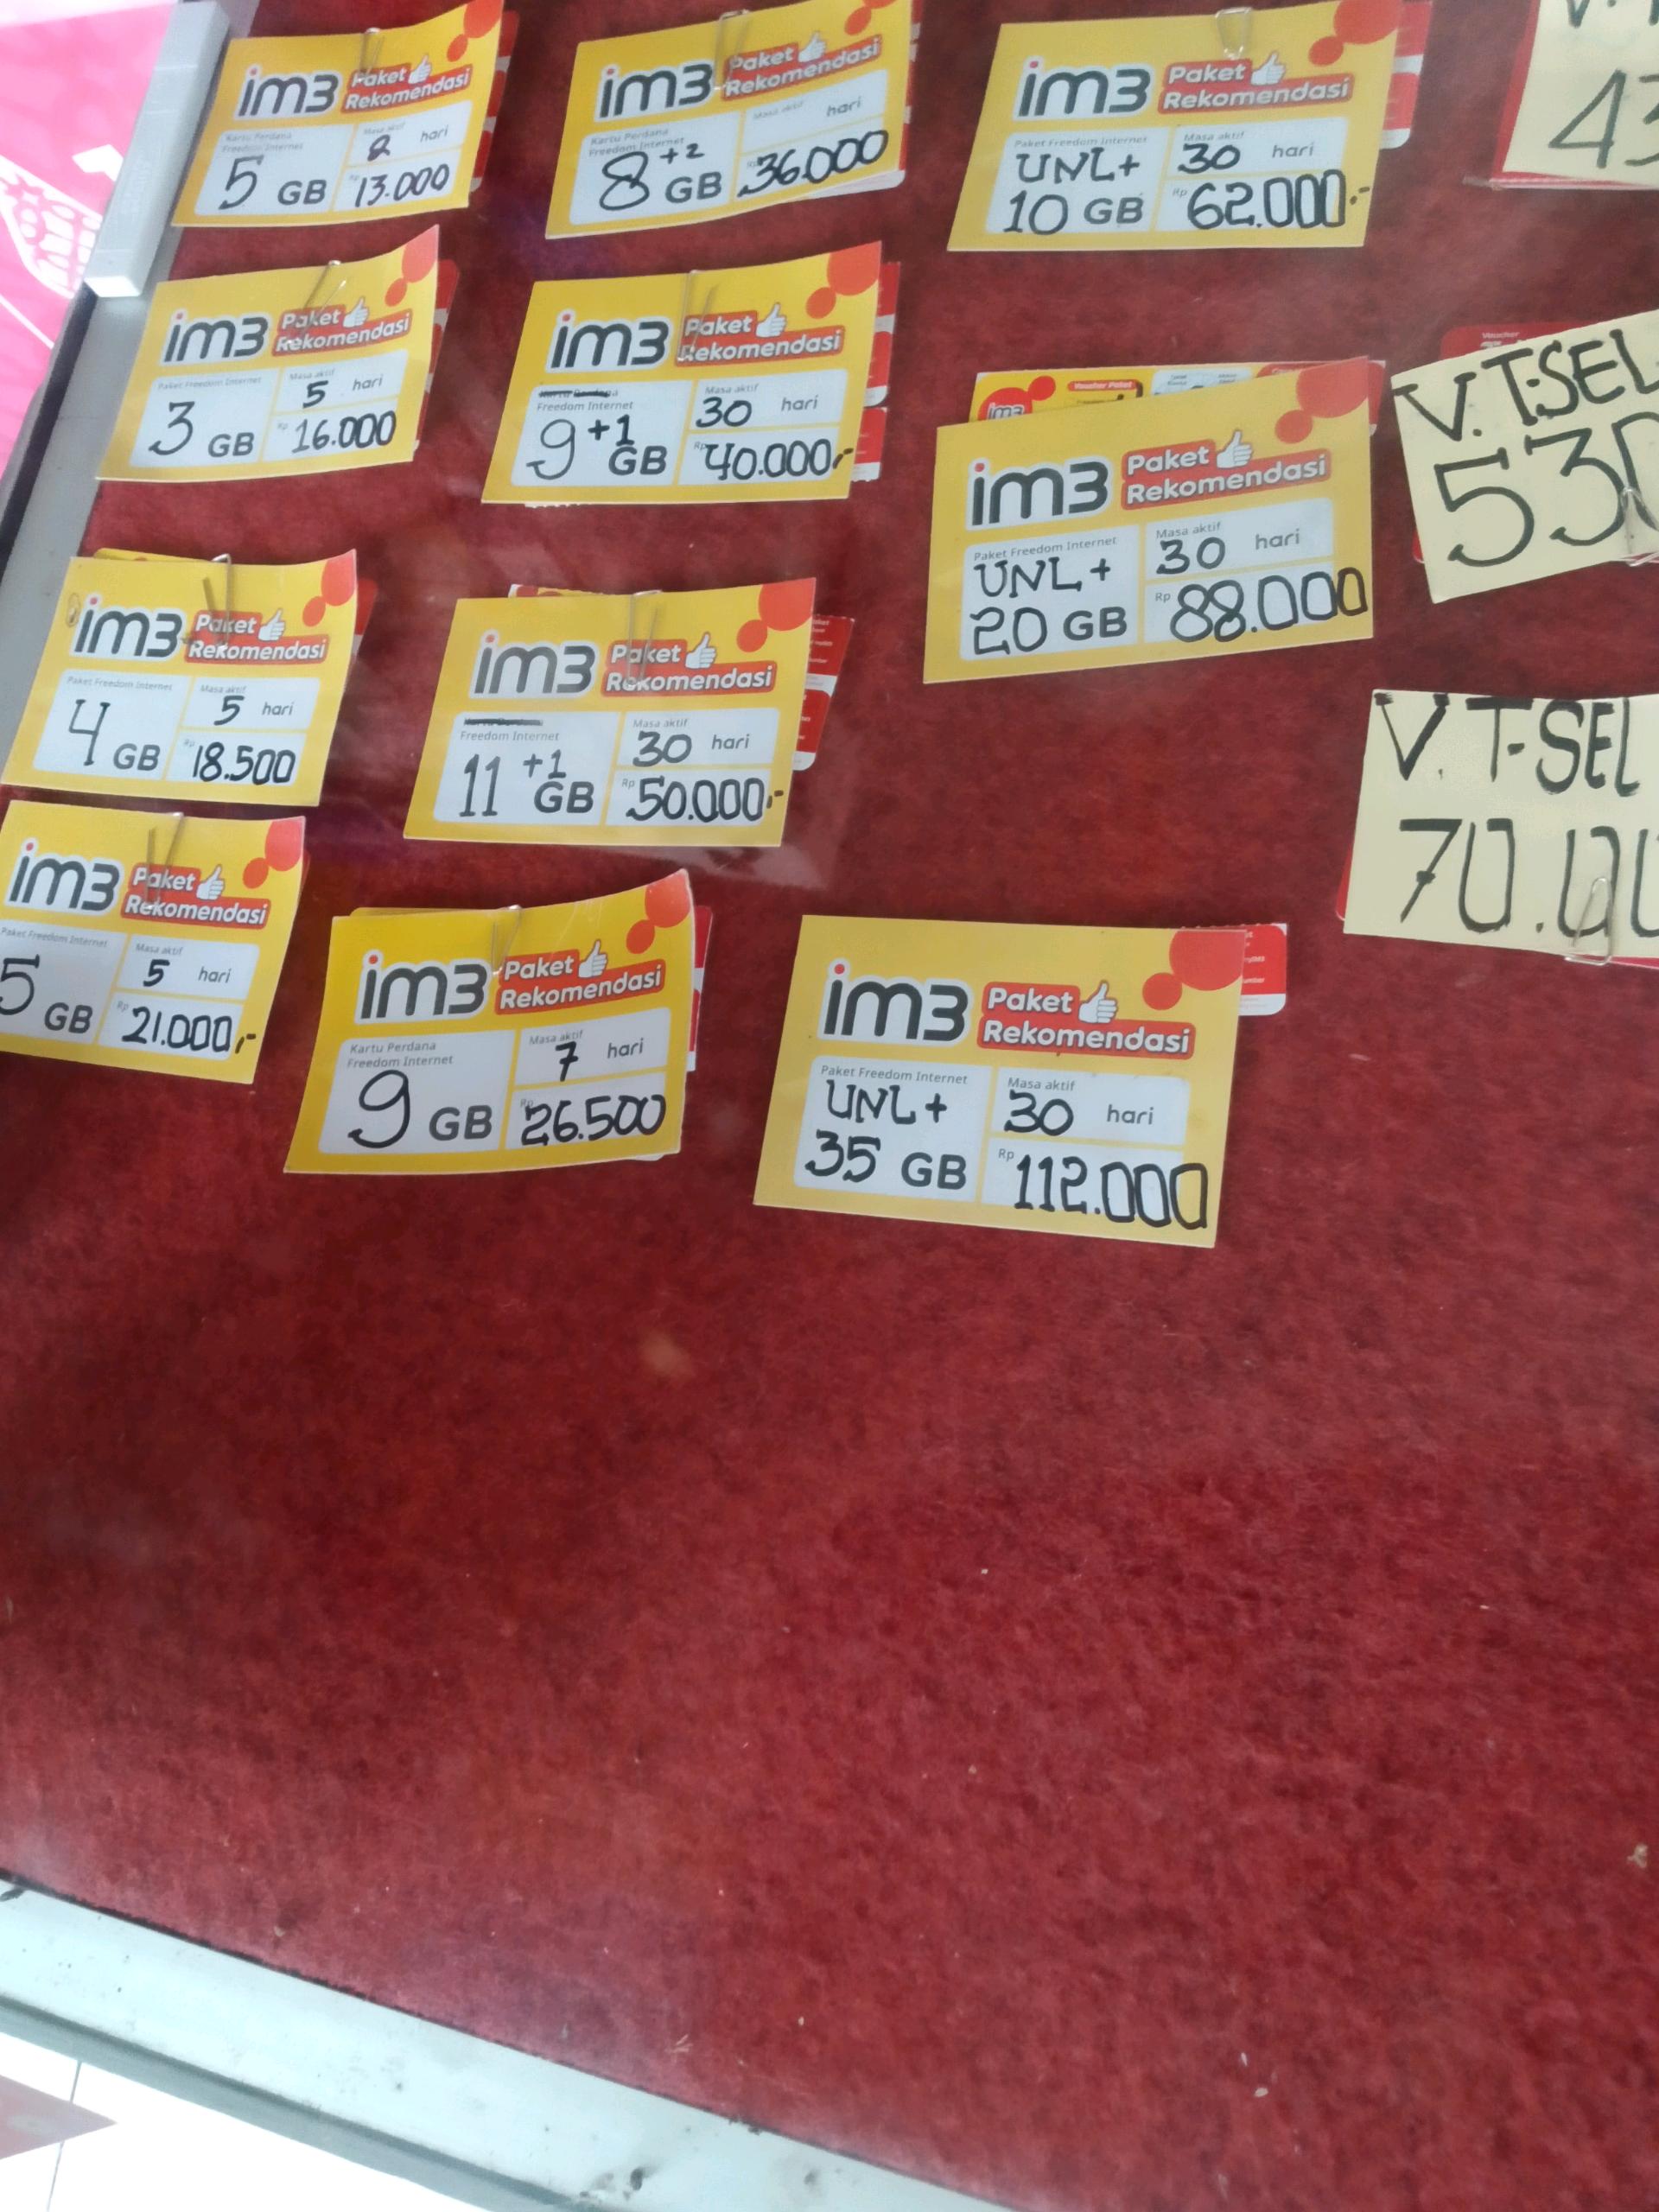 im3 Paket Rekomendasi
Kartu Perdana
Freedom Internet
5 GB
Masa aktif
2 hari
Rp 13.000
im3 Paket Rekomendasi
Kartu Perdana
Freedom Internet
8 +2 GB
Masa aktif
hari
36.000
im3 Paket Rekomendasi
Paket Freedom Internet
UNL+
10 GB
Masa aktif
30 hari
Rp 62.000,-
im3 Paket Rekomendasi
Paket Freedom Internet
3 GB
Masa aktif
5 hari
Rp 16.000
im3 Paket Rekomendasi
Freedom Internet
9 +1 GB
Masa aktif
30 hari
Rp 40.000,-
im3
Voucher Paket
im3 Paket Rekomendasi
Paket Freedom Internet
UNL+
20 GB
Masa aktif
30 hari
Rp 88.000
Voucher
V. T-SEL
530
im3 Paket Rekomendasi
Paket Freedom Internet
4 GB
Masa aktif
5 hari
Rp 18.500
im3 Paket Rekomendasi
Freedom Internet
11 +1 GB
Masa aktif
30 hari
Rp 50.000,-
V. T-SEL
70.00
im3 Paket Rekomendasi
Paket Freedom Internet
5 GB
Masa aktif
5 hari
Rp 21.000,-
im3 Paket Rekomendasi
Kartu Perdana
Freedom Internet
9 GB
Masa aktif
7 hari
Rp 26.500
im3 Paket Rekomendasi
Paket Freedom Internet
UNL+
35 GB
Masa aktif
30 hari
Rp 112.000